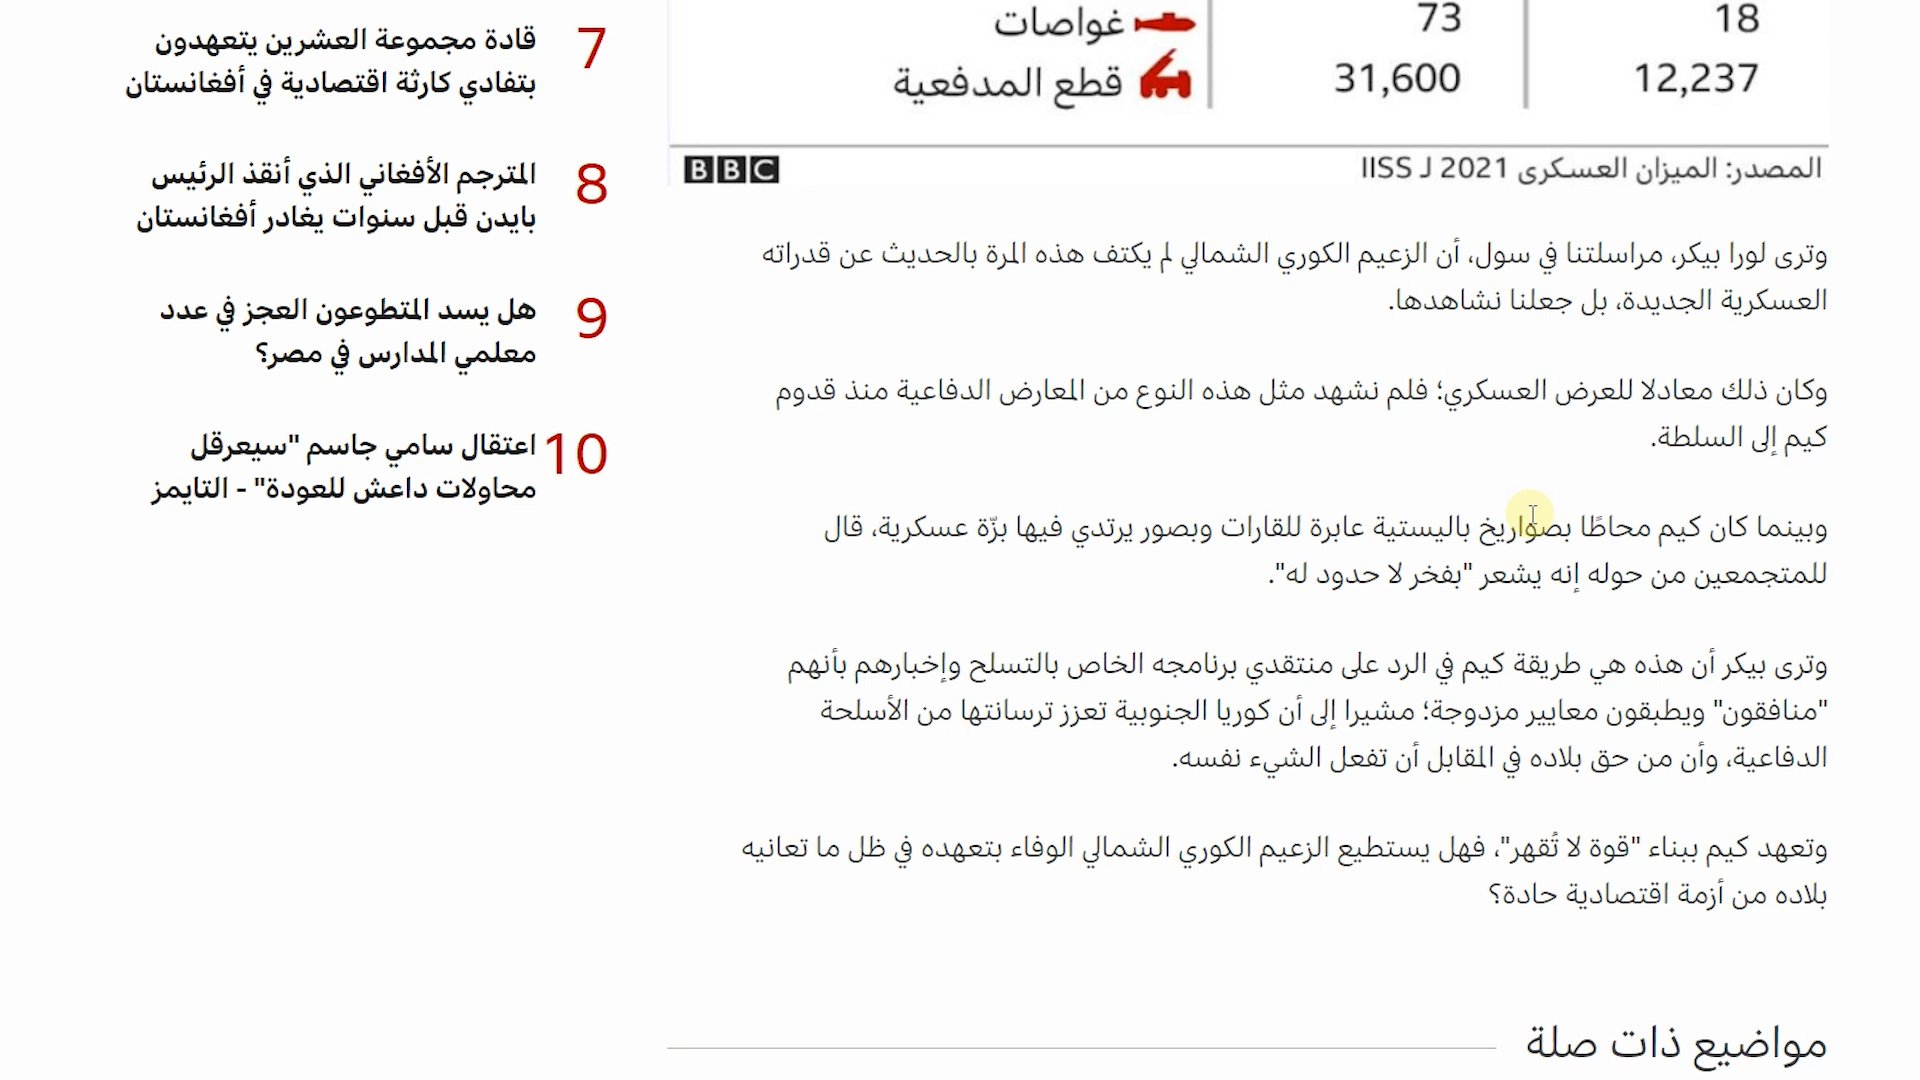 غواصات 73 18
قطع المدفعية 31,600 12,237
المصدر: الميزان العسكرى 2021 لـ IISS
BBC
وترى لورا بيكر، مراسلتنا في سول، أن الزعيم الكوري الشمالي لم يكتف هذه المرة بالحديث عن قدراته
العسكرية الجديدة، بل جعلنا نشاهدها.
وكان ذلك معادلا للعرض العسكري؛ فلم نشهد مثل هذه النوع من المعارض الدفاعية منذ قدوم
كيم إلى السلطة.
وبينما كان كيم محاطًا بصواريخ باليستية عابرة للقارات وبصور يرتدي فيها بزّة عسكرية، قال
للمتجمعين من حوله إنه يشعر "بفخر لا حدود له".
وترى بيكر أن هذه هي طريقة كيم في الرد على منتقدي برنامجه الخاص بالتسلح وإخبارهم بأنهم
"منافقون" ويطبقون معايير مزدوجة؛ مشيرا إلى أن كوريا الجنوبية تعزز ترسانتها من الأسلحة
الدفاعية، وأن من حق بلاده في المقابل أن تفعل الشيء نفسه.
وتعهد كيم ببناء "قوة لا تُقهر"، فهل يستطيع الزعيم الكوري الشمالي الوفاء بتعهده في ظل ما تعانيه
بلاده من أزمة اقتصادية حادة؟
مواضيع ذات صلة
7 قادة مجموعة العشرين يتعهدون
بتفادي كارثة اقتصادية في أفغانستان
8 المترجم الأفغاني الذي أنقذ الرئيس
بايدن قبل سنوات يغادر أفغانستان
9 هل يسد المتطوعون العجز في عدد
معلمي المدارس في مصر؟
10 اعتقال سامي جاسم "سيعرقل
محاولات داعش للعودة" - التايمز